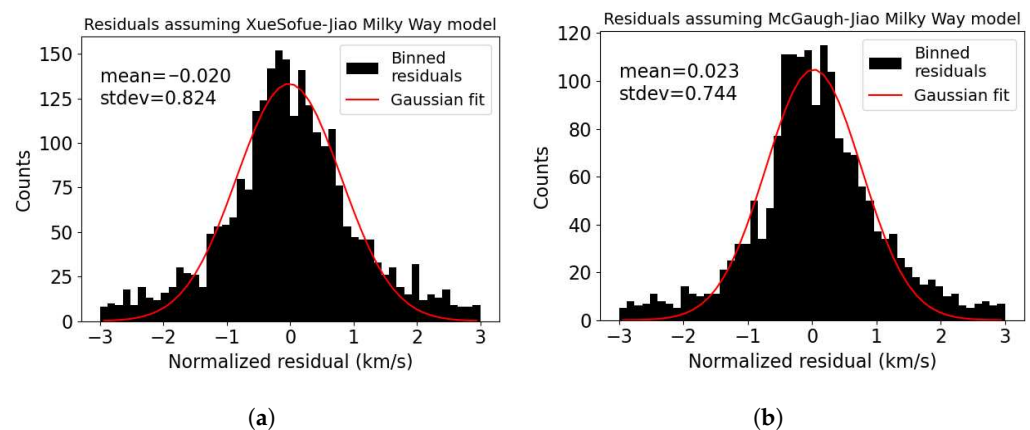 Residuals assuming XueSofue-Jiao Milky Way model
mean=−0.020
stdev=0.824
Binned
residuals
Gaussian fit
Counts
150
125
100
75
50
25
0
−3 −2 −1 0 1 2 3
Normalized residual (km/s)
(a)
Residuals assuming McGaugh-Jiao Milky Way model
mean=0.023
stdev=0.744
Binned
residuals
Gaussian fit
Counts
120
100
80
60
40
20
0
−3 −2 −1 0 1 2 3
Normalized residual (km/s)
(b)